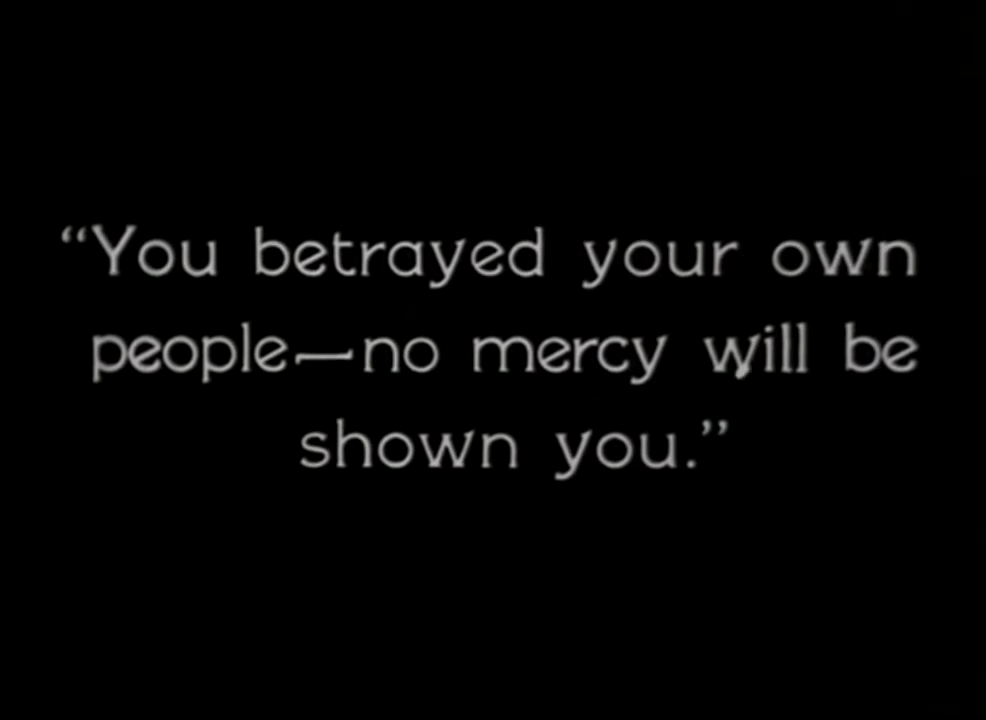 “You betrayed your own
people—no mercy will be
shown you.”